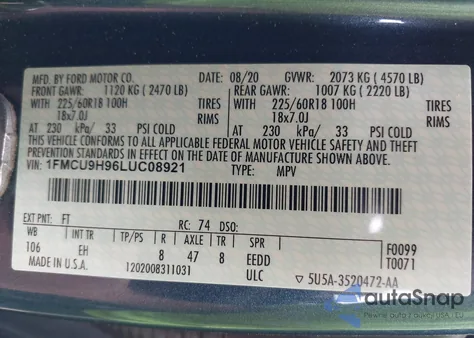 MFD. BY FORD MOTOR CO. 08/20 GVWR: 2073 KG ( 4570 LB)
FRONT GAWR: 1120 KG ( 2470 LB) REAR GAWR: 1007 KG ( 2220 LB)
WITH 225/60R18 100H TIRES WITH 225/60R18 100H TIRES
18x7.0J 18x7.0J
AT 230 kPa/ 33 PSI COLD AT 230 kPa/ 33 PSI COLD
THIS VEHICLE CONFORMS TO ALL APPLICABLE FEDERAL MOTOR VEHICLE SAFETY AND THEFT PREVENTION STANDARDS IN EFFECT ON THE DATE OF MANUFACTURE SHOWN ABOVE.
VIN: 1FMCU9H96LUC08921 TYPE: MPV
EXT PNT: FT RC: 74 DSO:
WB INT TR TP/PS R AXLE TR SPR F0099
106 EH 8 47 8 EEDD T0071
MADE IN U.S.A. 1202008311031 ULC ▽ 5U5A-3520472-AA
autoSnap